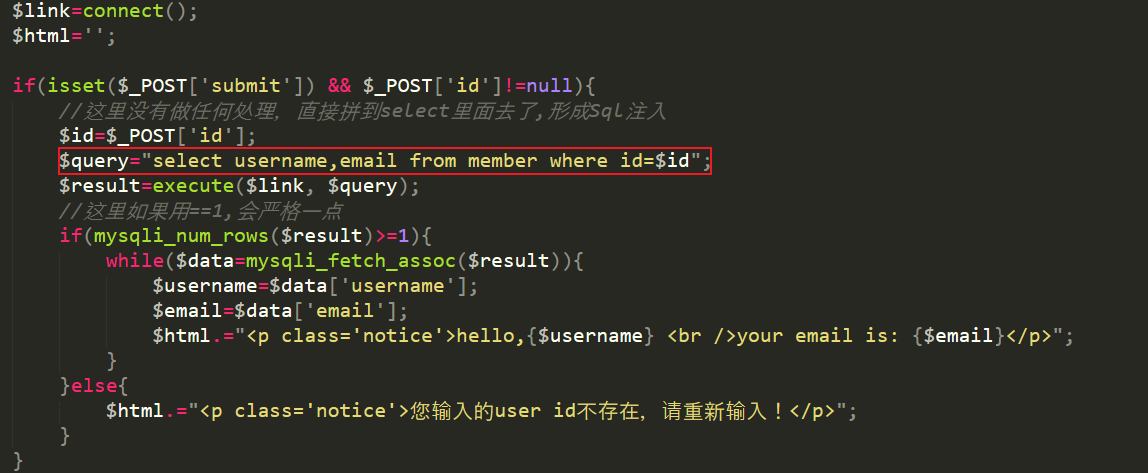 $link=connect();
$html='';
if(isset($_POST['submit']) && $_POST['id']!=null){
//这里没有做任何处理，直接拼到select里面去了,形成Sql注入
$id=$_POST['id'];
$query="select username,email from member where id=$id";
$result=execute($link, $query);
//这里如果用==1,会严格一点
if(mysqli_num_rows($result)>=1){
while($data=mysqli_fetch_assoc($result)){
$username=$data['username'];
$email=$data['email'];
$html.="<p class='notice'>hello,{$username} <br />your email is: {$email}</p>";
}
}else{
$html.="<p class='notice'>您输入的user id不存在，请重新输入！</p>";
}
}